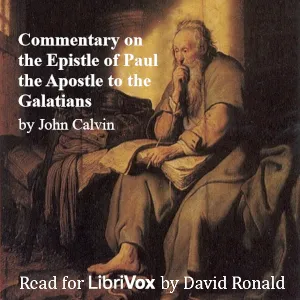 Commentary on
the Epistle of Paul
the Apostle to the
Galatians
by John Calvin
Read for LibriVox by David Ronald